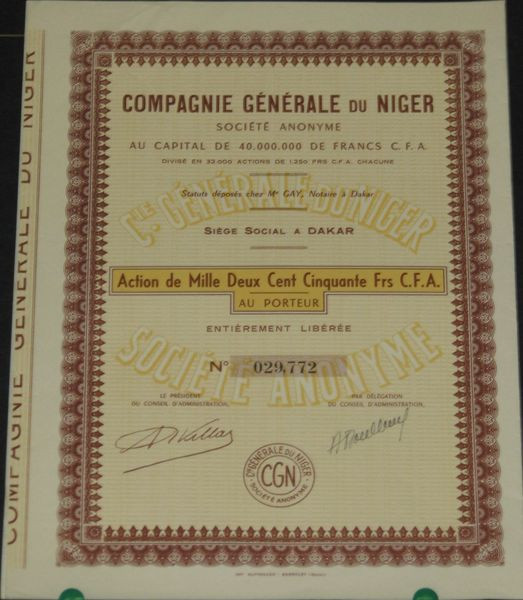 COMPAGNIE GÉNÉRALE DU NIGER
COMPAGNIE GÉNÉRALE DU NIGER
SOCIÉTÉ ANONYME
AU CAPITAL DE 40.000.000 DE FRANCS C.F.A.
DIVISÉ EN 32.000 ACTIONS DE 1.250 FRS C.F.A. CHACUNE
Statuts déposés chez Me GAY, Notaire à Dakar
CIE GÉNÉRALE DU NIGER
SIÈGE SOCIAL A DAKAR
Action de Mille Deux Cent Cinquante Frs C.F.A.
AU PORTEUR
ENTIÈREMENT LIBÉRÉE
SOCIÉTÉ ANONYME
N° 029,772
LE PRÉSIDENT
DU CONSEIL D'ADMINISTRATION,
PAR DÉLÉGATION
DU CONSEIL D'ADMINISTRATION,
CIE GÉNÉRALE DU NIGER
CGN
SOCIÉTÉ ANONYME